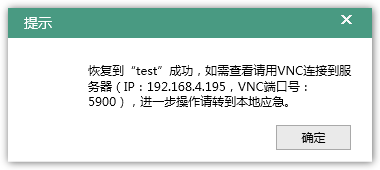 提示
恢复到“test”成功，如需查看请用VNC连接到服
务器（IP：192.168.4.195，VNC端口号：
5900），进一步操作请转到本地应急。
确定